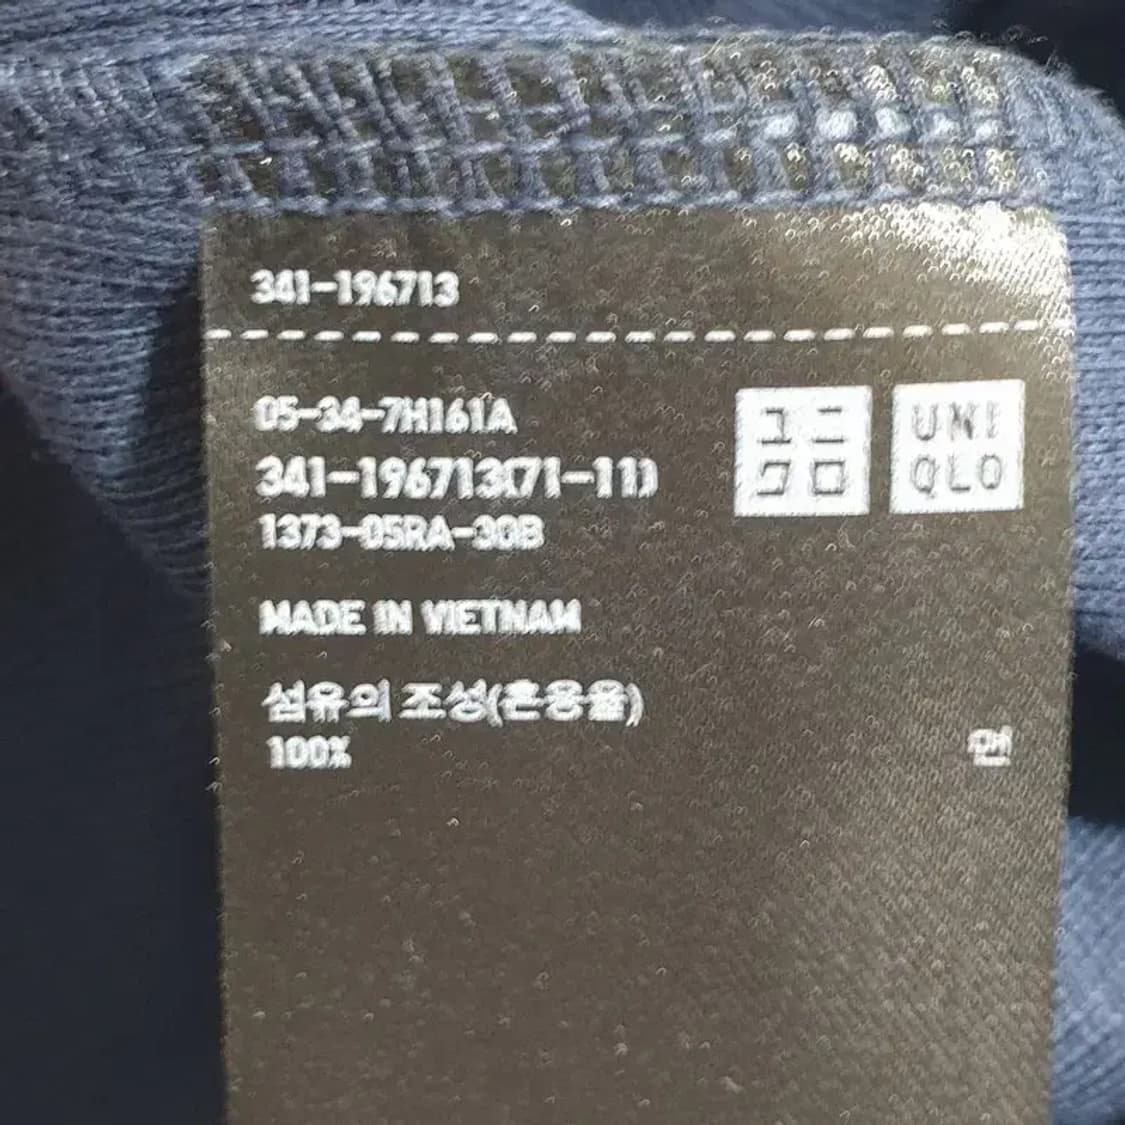 341-196713
05-34-7H161A
341-196713(71-11)
1373-05RA-3GB
ユニ
クロ
UNI
QLO
MADE IN VIETNAM
섬유의 조성(혼용율)
100%
면